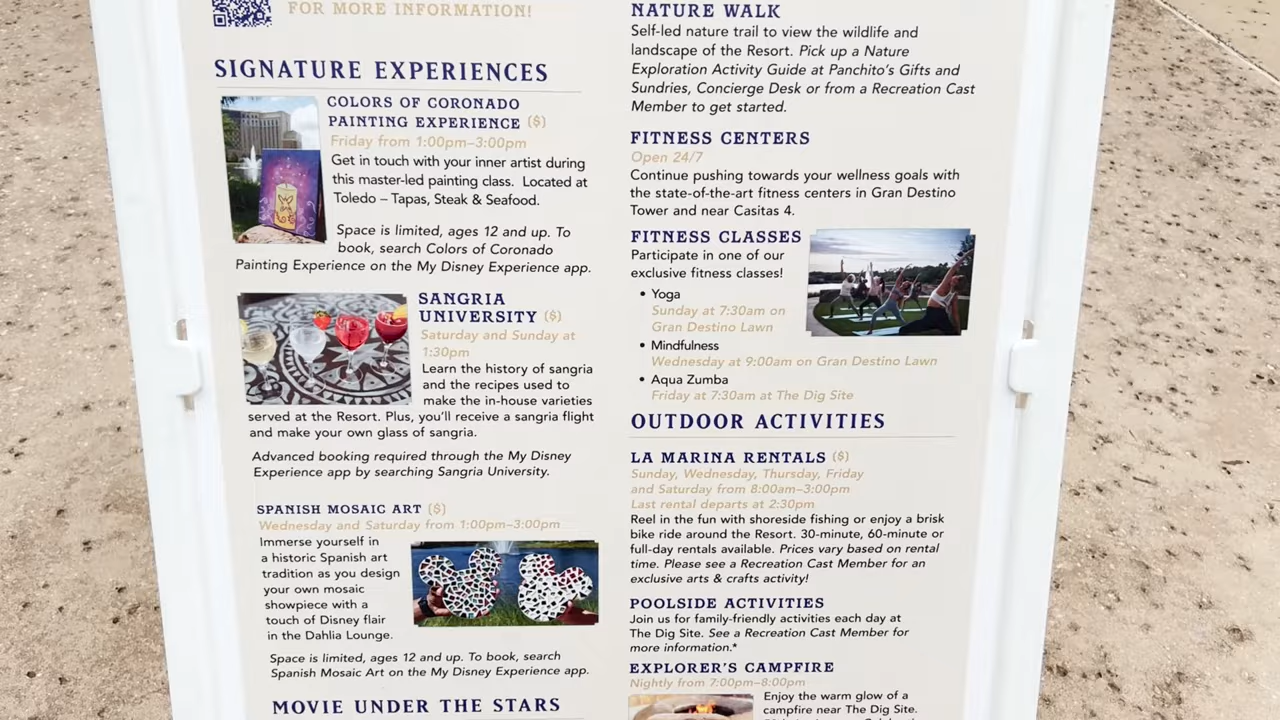 FOR MORE INFORMATION!
SIGNATURE EXPERIENCES
COLORS OF CORONADO
PAINTING EXPERIENCE ($)
Friday from 1:00pm–3:00pm
Get in touch with your inner artist during
this master-led painting class. Located at
Toledo – Tapas, Steak & Seafood.
Space is limited, ages 12 and up. To
book, search Colors of Coronado
Painting Experience on the My Disney Experience app.
SANGRIA
UNIVERSITY ($)
Saturday and Sunday at
1:30pm
Learn the history of sangria
and the recipes used to
make the in-house varieties
served at the Resort. Plus, you'll receive a sangria flight
and make your own glass of sangria.
Advanced booking required through the My Disney
Experience app by searching Sangria University.
SPANISH MOSAIC ART ($)
Wednesday and Saturday from 1:00pm–3:00pm
Immerse yourself in
a historic Spanish art
tradition as you design
your own mosaic
showpiece with a
touch of Disney flair
in the Dahlia Lounge.
Space is limited, ages 12 and up. To book, search
Spanish Mosaic Art on the My Disney Experience app.
MOVIE UNDER THE STARS
NATURE WALK
Self-led nature trail to view the wildlife and
landscape of the Resort. Pick up a Nature
Exploration Activity Guide at Panchito's Gifts and
Sundries, Concierge Desk or from a Recreation Cast
Member to get started.
FITNESS CENTERS
Open 24/7
Continue pushing towards your wellness goals with
the state-of-the-art fitness centers in Gran Destino
Tower and near Casitas 4.
FITNESS CLASSES
Participate in one of our
exclusive fitness classes!
• Yoga
Sunday at 7:30am on
Gran Destino Lawn
• Mindfulness
Wednesday at 9:00am on Gran Destino Lawn
• Aqua Zumba
Friday at 7:30am at The Dig Site
OUTDOOR ACTIVITIES
LA MARINA RENTALS ($)
Sunday, Wednesday, Thursday, Friday
and Saturday from 8:00am–3:00pm
Last rental departs at 2:30pm
Reel in the fun with shoreside fishing or enjoy a brisk
bike ride around the Resort. 30-minute, 60-minute or
full-day rentals available. Prices vary based on rental
time. Please see a Recreation Cast Member for an
exclusive arts & crafts activity!
POOLSIDE ACTIVITIES
Join us for family-friendly activities each day at
The Dig Site. See a Recreation Cast Member for
more information.*
EXPLORER'S CAMPFIRE
Nightly from 7:00pm–8:00pm
Enjoy the warm glow of a
campfire near The Dig Site.